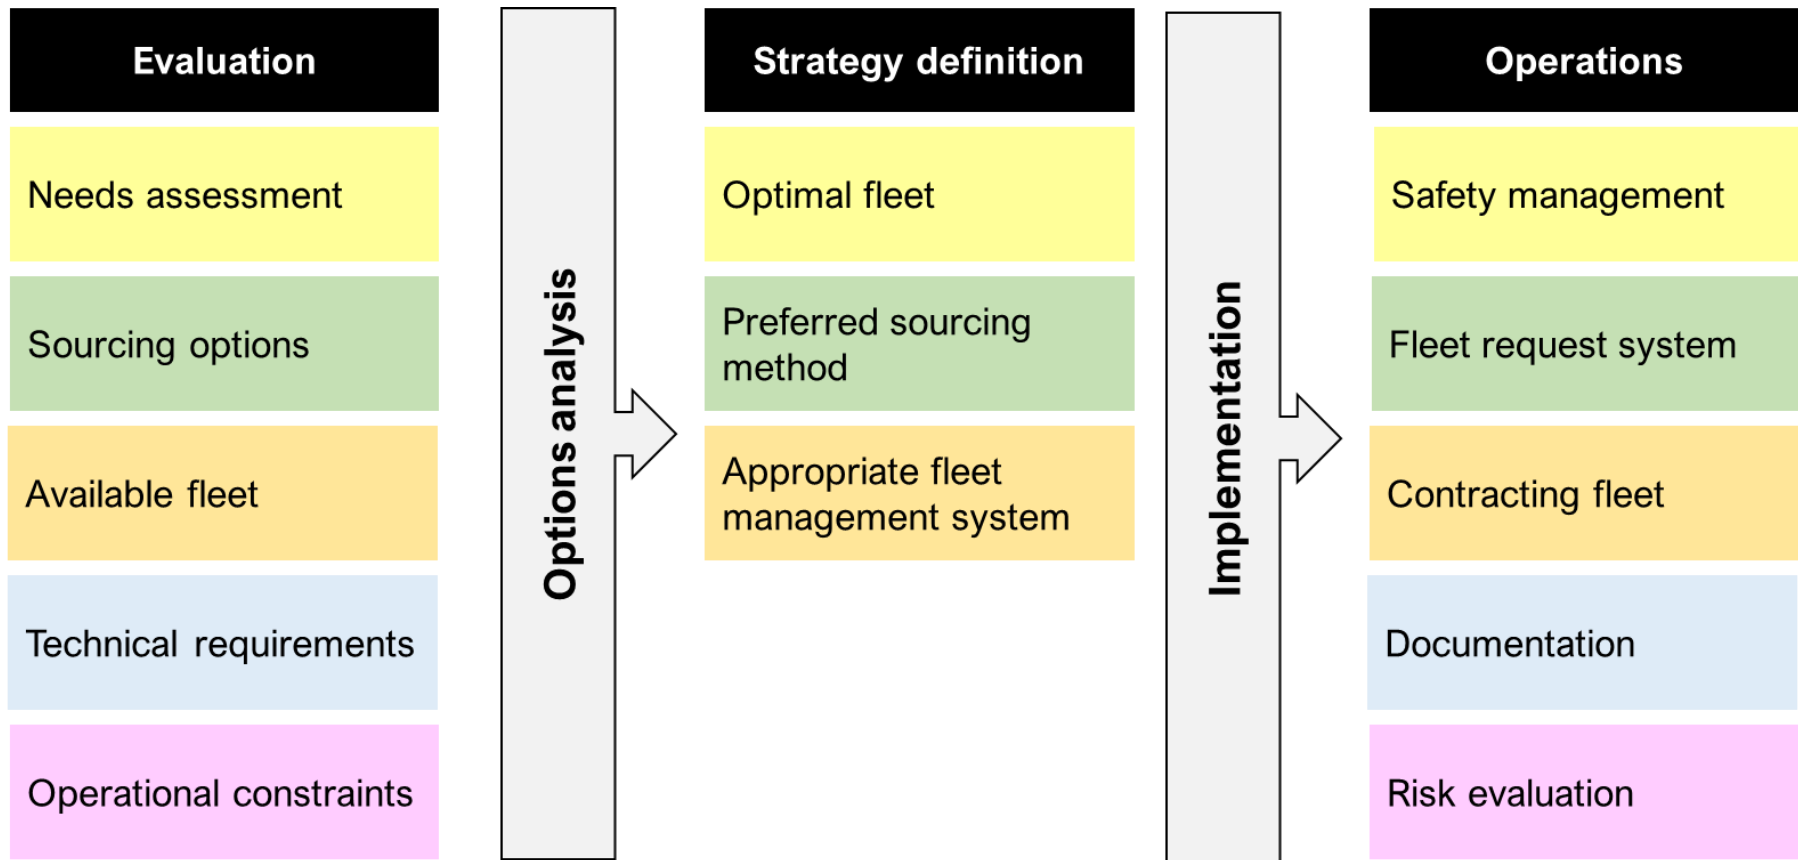 Evaluation
Needs assessment
Sourcing options
Available fleet
Technical requirements
Operational constraints
Options analysis
Strategy definition
Optimal fleet
Preferred sourcing
method
Appropriate fleet
management system
Implementation
Operations
Safety management
Fleet request system
Contracting fleet
Documentation
Risk evaluation